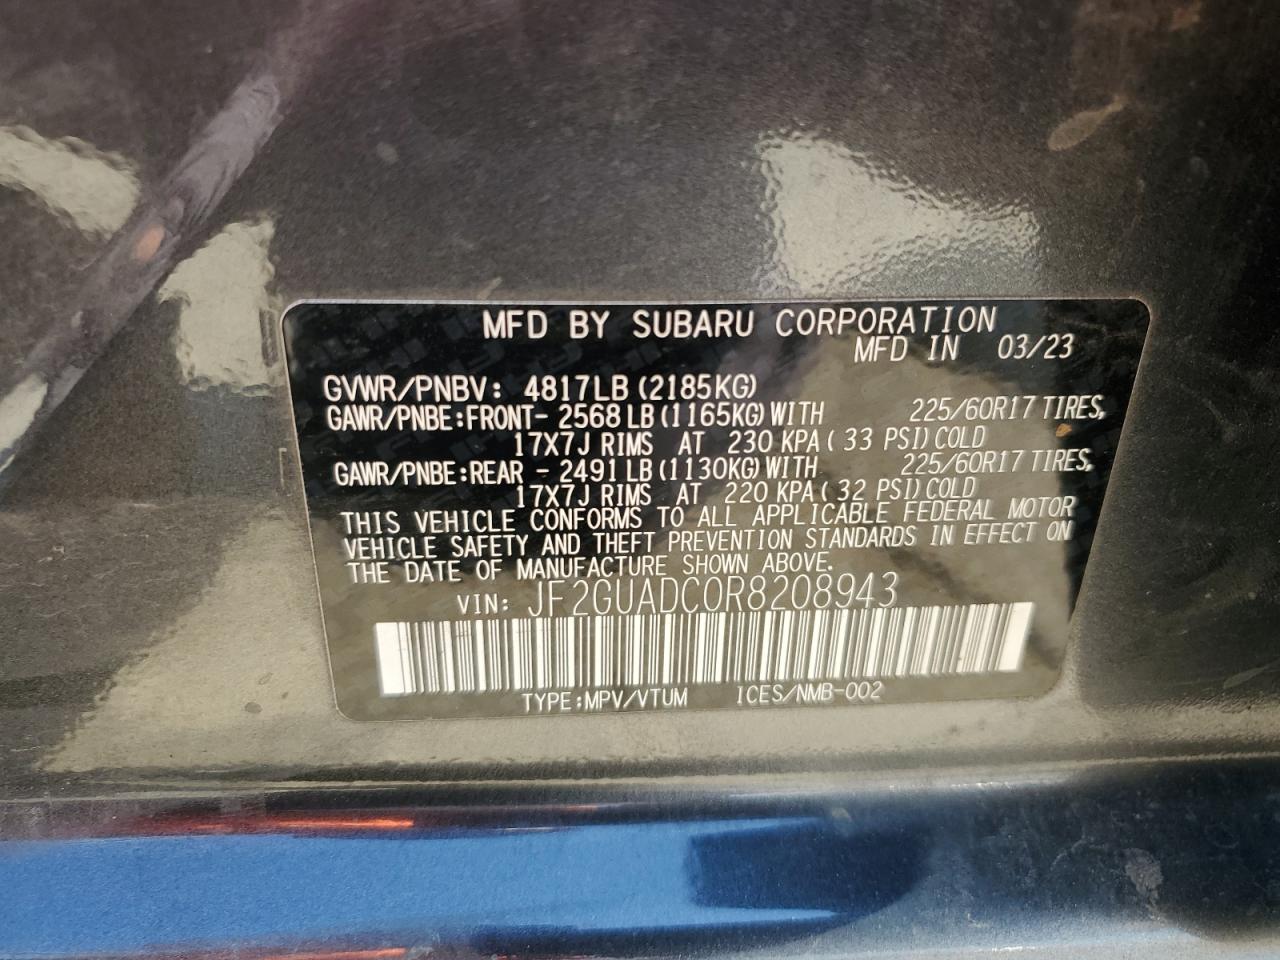 MFD BY SUBARU CORPORATION
MFD IN 03/23
GVWR/PNBV: 4817LB (2185KG)
GAWR/PNBE:FRONT- 2568 LB (1165KG) WITH 225/60R17 TIRES,
17X7J RIMS AT 230 KPA ( 33 PSI) COLD
GAWR/PNBE:REAR - 2491 LB (1130KG) WITH 225/60R17 TIRES,
17X7J RIMS AT 220 KPA ( 32 PSI) COLD
THIS VEHICLE CONFORMS TO ALL APPLICABLE FEDERAL MOTOR
VEHICLE SAFETY AND THEFT PREVENTION STANDARDS IN EFFECT ON
THE DATE OF MANUFACTURE SHOWN ABOVE.
VIN: JF2GUADC0R8208943
TYPE:MPV/VTUM ICES/NMB-002